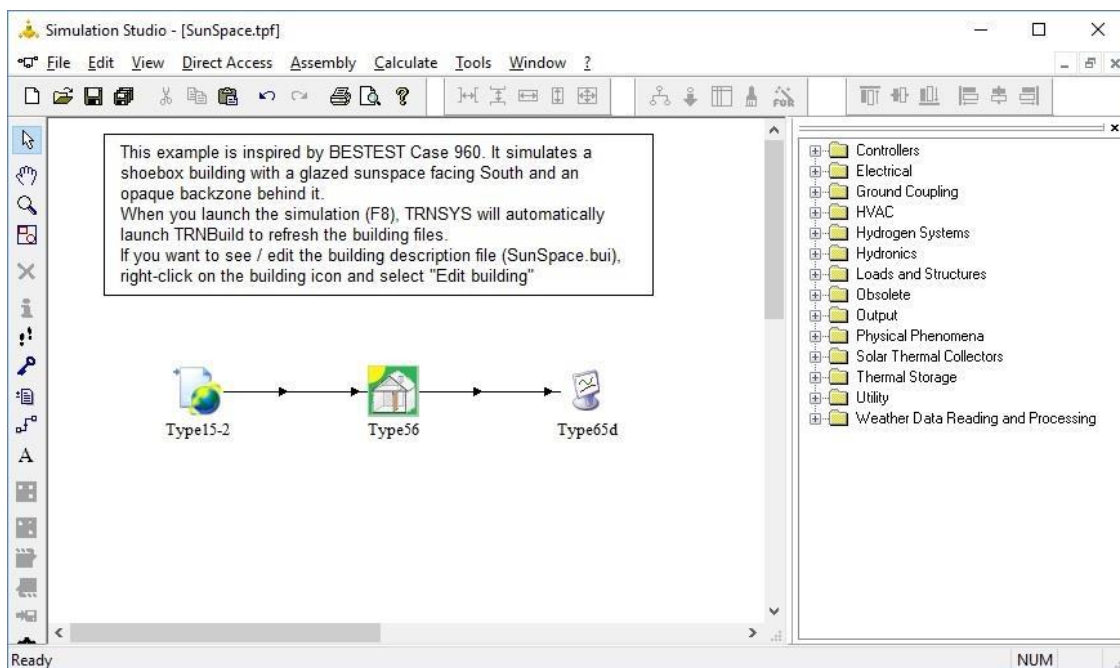 Simulation Studio - [SunSpace.tpf]
File Edit View Direct Access Assembly Calculate Tools Window ?
FOR
This example is inspired by BESTEST Case 960. It simulates a
shoebox building with a glazed sunspace facing South and an
opaque backzone behind it.
When you launch the simulation (F8), TRNSYS will automatically
launch TRNBuild to refresh the building files.
If you want to see / edit the building description file (SunSpace.bui),
right-click on the building icon and select "Edit building"
Type15-2 Type56 Type65d
A
Controllers
Electrical
Ground Coupling
HVAC
Hydrogen Systems
Hydronics
Loads and Structures
Obsolete
Output
Physical Phenomena
Solar Thermal Collectors
Thermal Storage
Utility
Weather Data Reading and Processing
Ready NUM